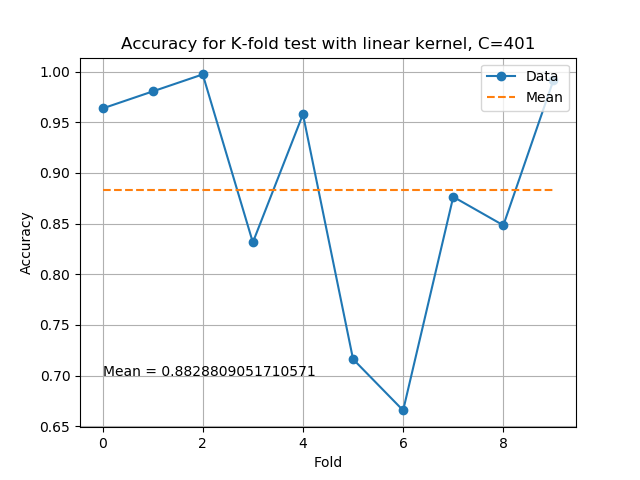 Accuracy for K-fold test with linear kernel, C=401
Data
Mean
Accuracy
1.00
0.95
0.90
0.85
0.80
0.75
0.70
0.65
Mean = 0.8828809051710571
0 2 4 6 8
Fold